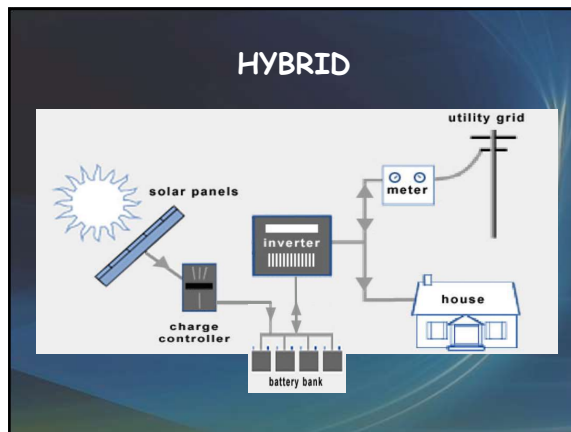 HYBRID
utility grid
solar panels
meter
inverter
house
charge
controller
battery bank